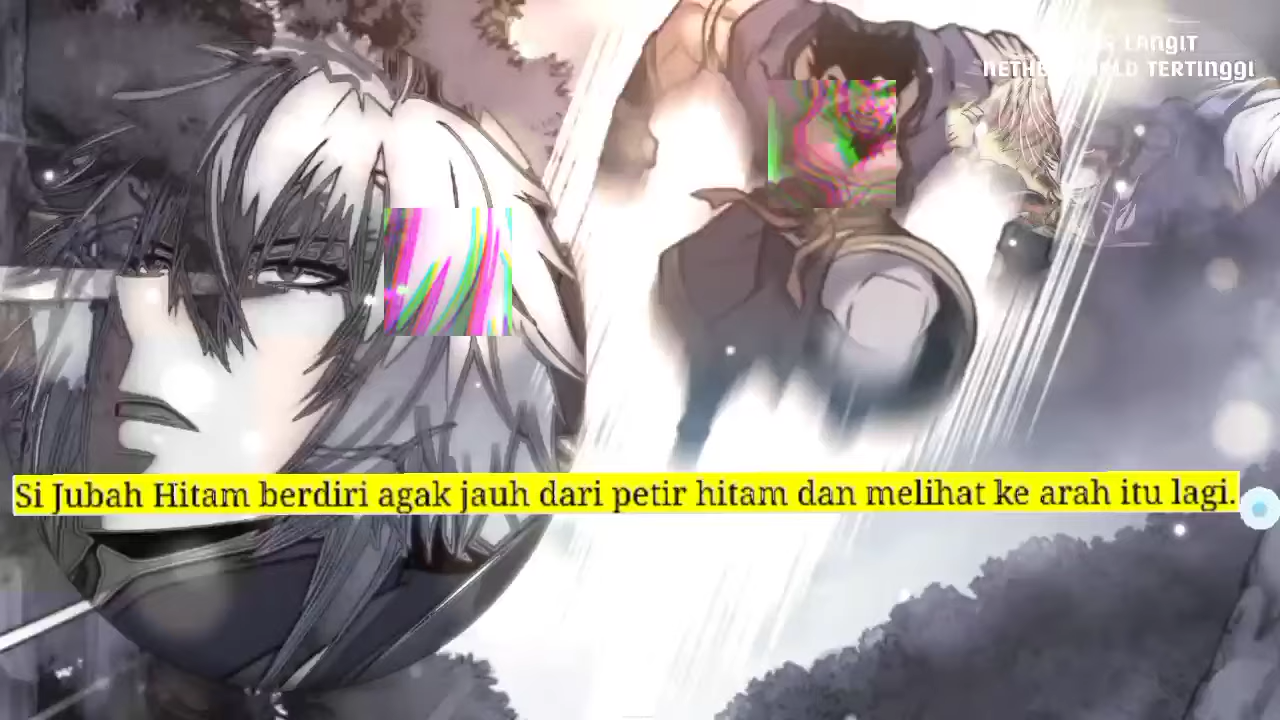 LANGIT
TERTINGGI
Si Jubah Hitam berdiri agak jauh dari petir hitam dan melihat ke arah itu lagi.